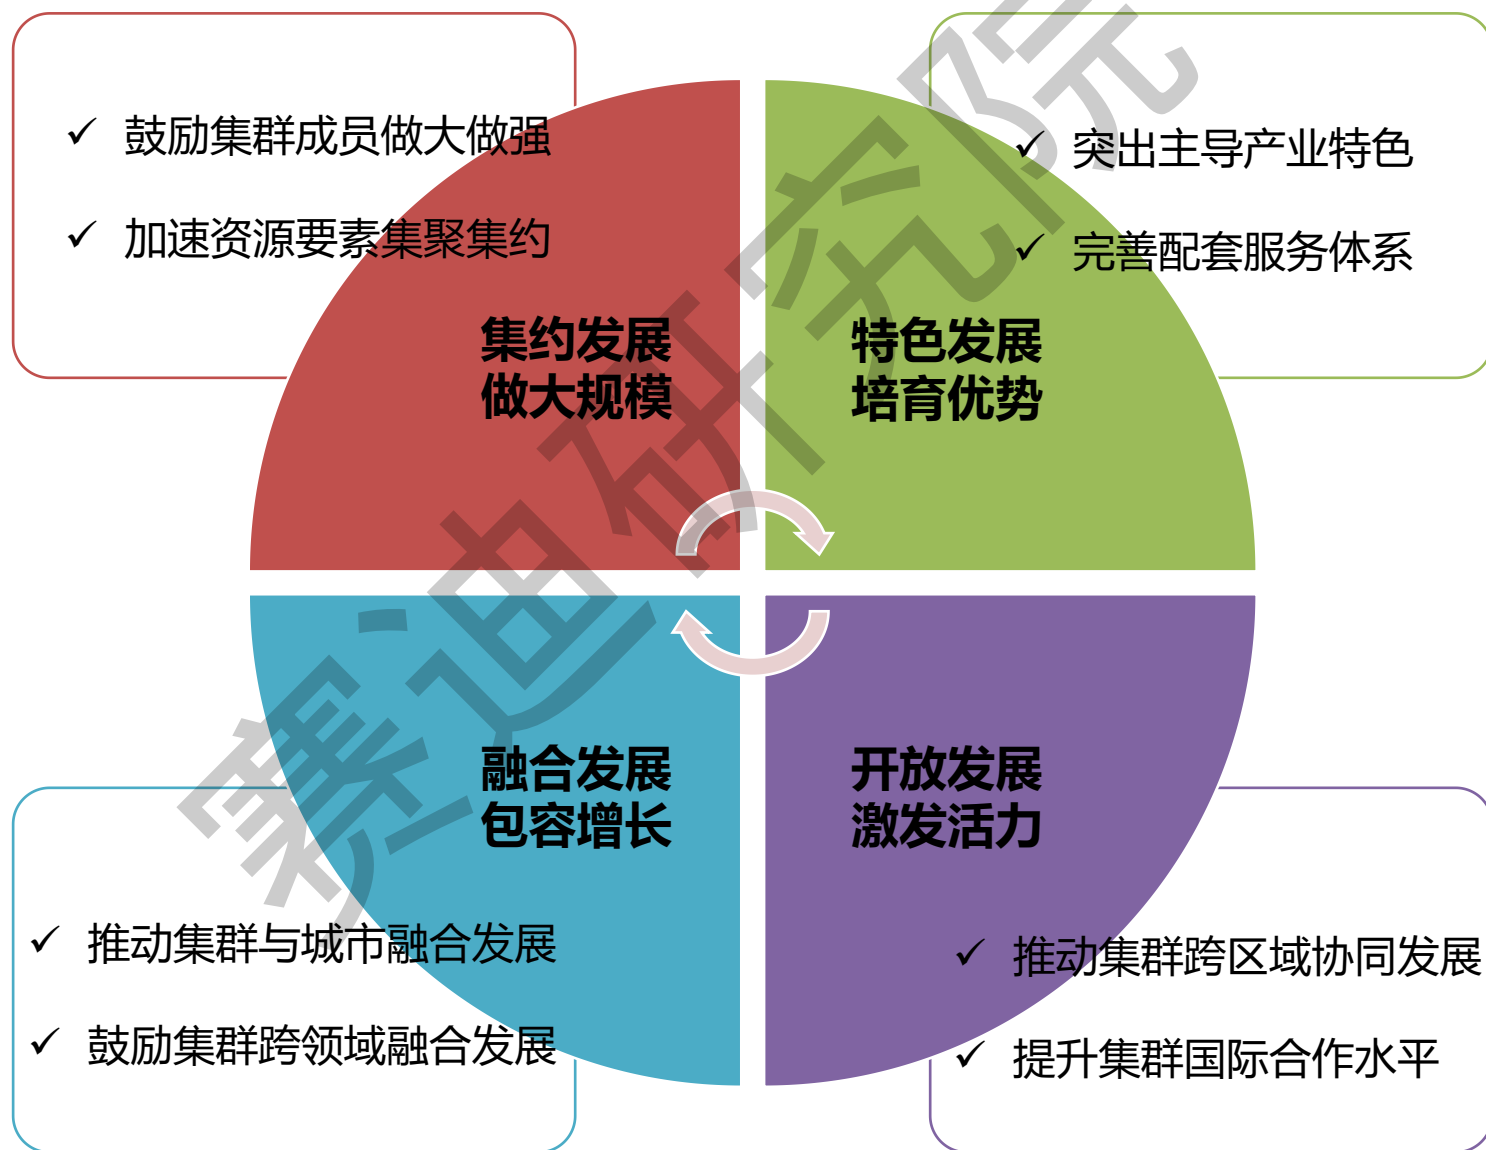 鼓励集群成员做大做强
加速资源要素集聚集约
突出主导产业特色
完善配套服务体系
集约发展
做大规模
特色发展
培育优势
融合发展
包容增长
开放发展
激发活力
推动集群与城市融合发展
鼓励集群跨领域融合发展
推动集群跨区域协同发展
提升集群国际合作水平
赛迪研究院